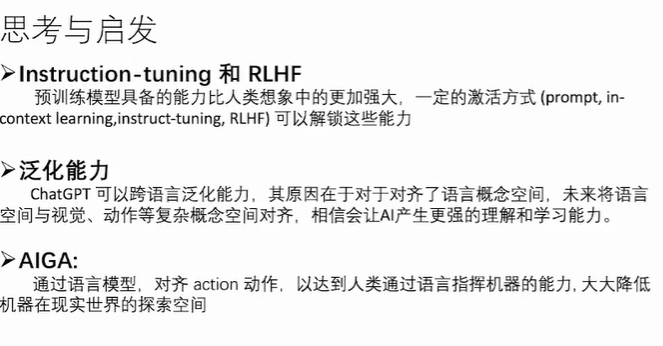 思考与启发
➢Instruction-tuning 和 RLHF
预训练模型具备的能力比人类想象中的更加强大，一定的激活方式 (prompt, in-
context learning,instruct-tuning, RLHF) 可以解锁这些能力
➢泛化能力
ChatGPT 可以跨语言泛化能力，其原因在于对于对齐了语言概念空间，未来将语言
空间与视觉、动作等复杂概念空间对齐，相信会让AI产生更强的理解和学习能力。
➢AIGA:
通过语言模型，对齐 action 动作，以达到人类通过语言指挥机器的能力, 大大降低
机器在现实世界的探索空间